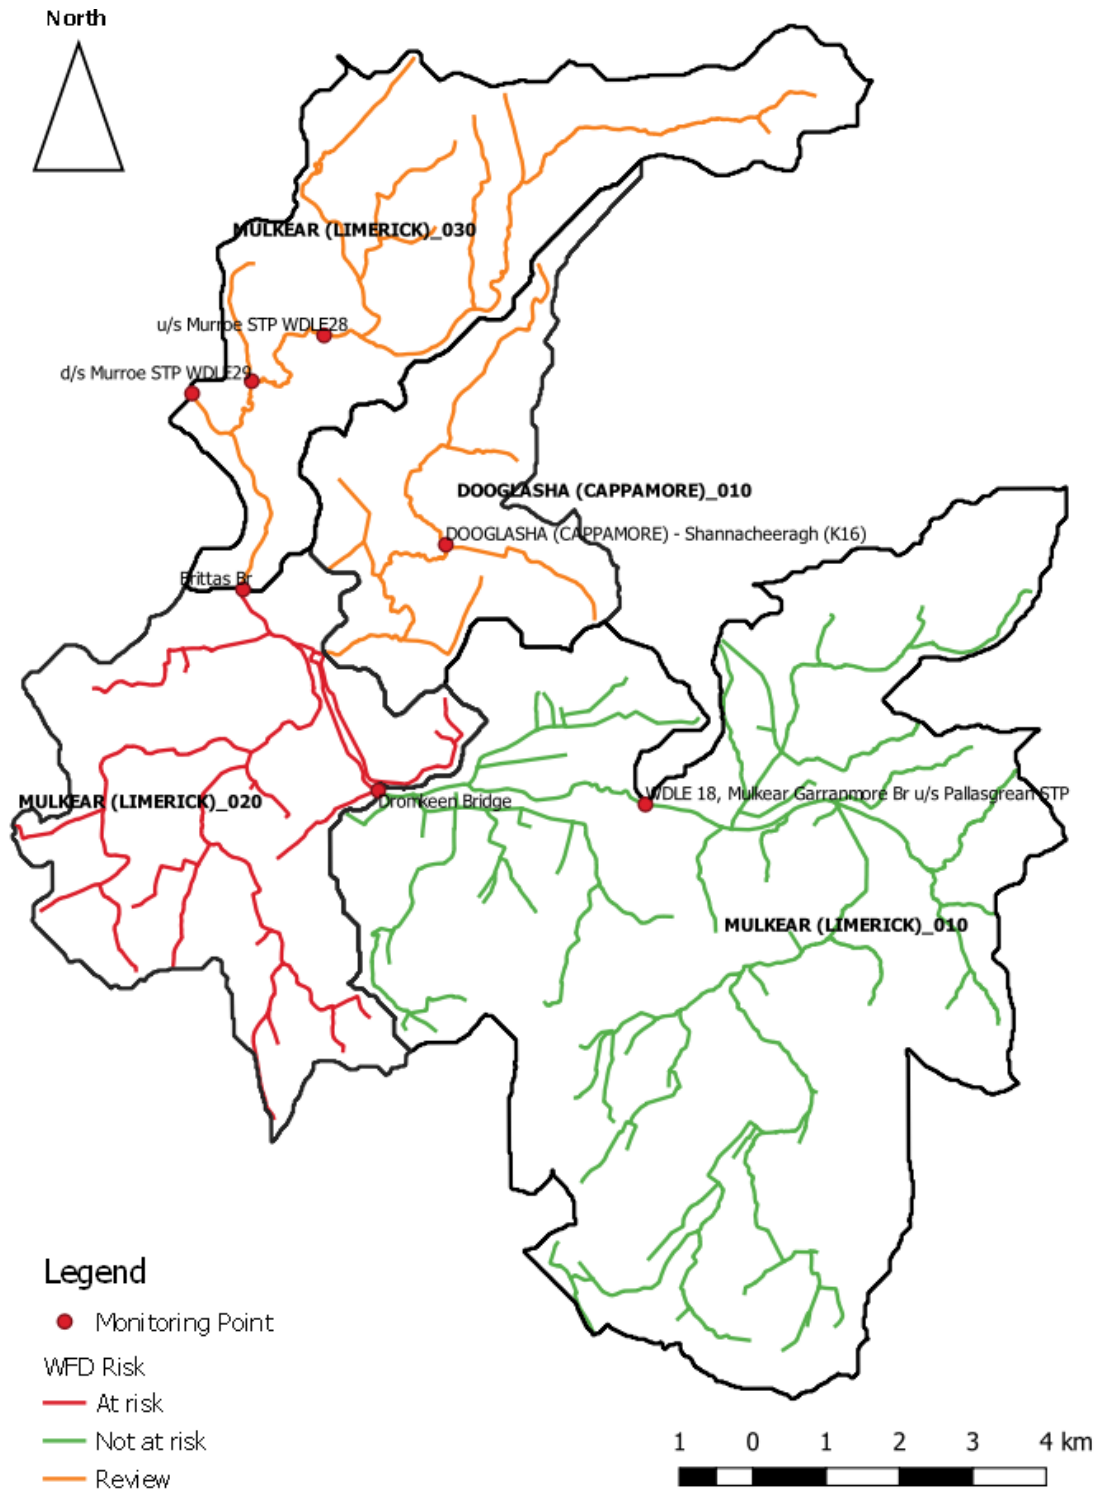 North
MULKEAR (LIMERICK)_030
u/s Murroe STP WDLE28
d/s Murroe STP WDLE29
DOOGLASHA (CAPPAMORE)_010
DOOGLASHA (CAPPAMORE) - Shannacheeragh (K16)
Brittas Br
MULKEAR (LIMERICK)_020
Dromkeen Bridge
WDLE 18, Mulkear Garranmore Br u/s Pallasgrean STP
MULKEAR (LIMERICK)_010
Legend
Monitoring Point
WFD Risk
At risk
Not at risk
Review
1 0 1 2 3 4 km